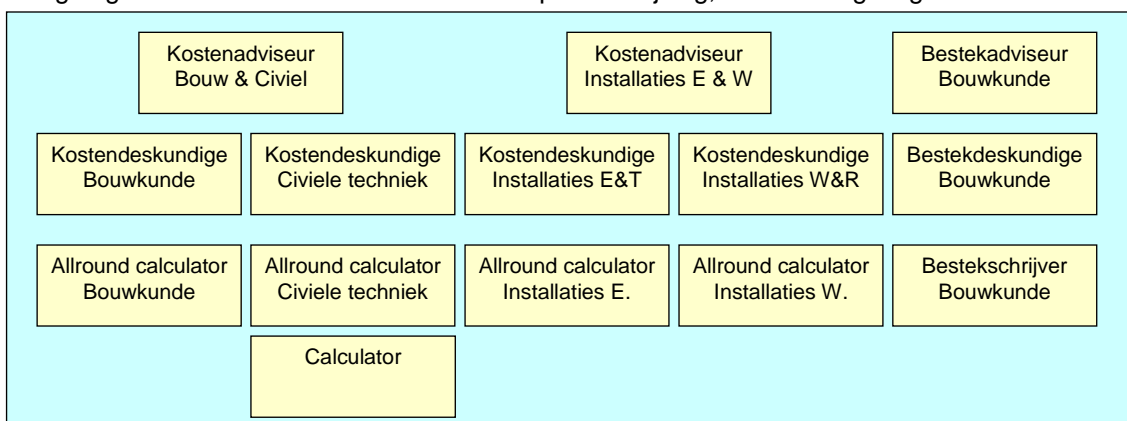 Kostenadviseur
Bouw & Civiel
Kostenadviseur
Installaties E & W
Bestekadviseur
Bouwkunde
Kostendeskundige
Bouwkunde
Kostendeskundige
Civiele techniek
Kostendeskundige
Installaties E&T
Kostendeskundige
Installaties W&R
Bestekdeskundige
Bouwkunde
Allround calculator
Bouwkunde
Allround calculator
Civiele techniek
Allround calculator
Installaties E.
Allround calculator
Installaties W.
Bestekschrijver
Bouwkunde
Calculator